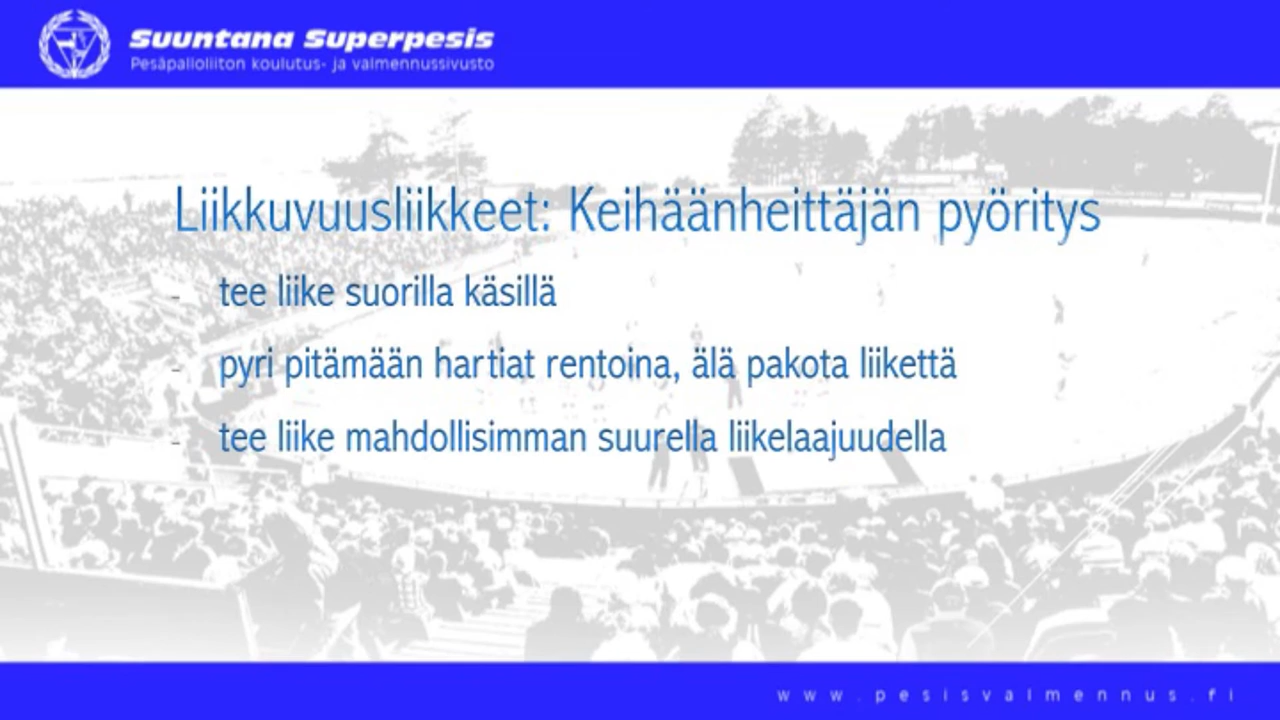 Suuntana Superpesis
Pesäpalloliiton koulutus- ja valmennussivusto
Liikkuvuusliikkeet: Keihäänheittäjän pyöritys
- tee liike suorilla käsillä
- pyri pitämään hartiat rentoina, älä pakota liikettä
- tee liike mahdollisimman suurella liikelaajuudella
www.pesisvalmennus.fi